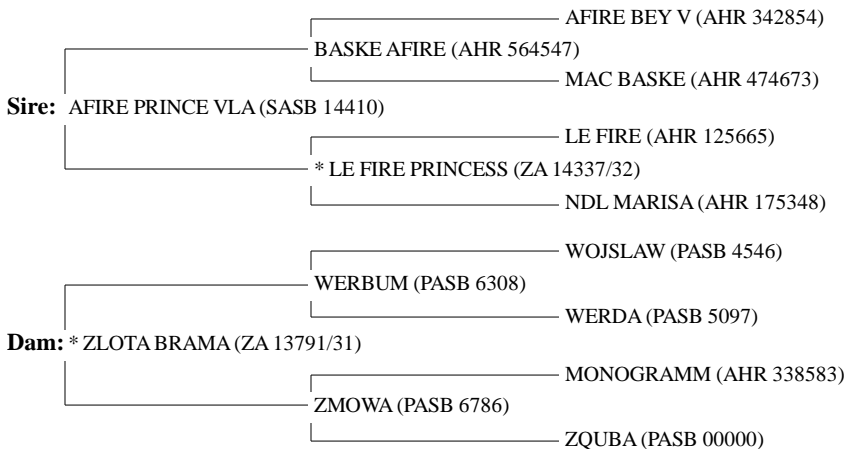 AFIRE BEY V (AHR 342854)
BASKE AFIRE (AHR 564547)
MAC BASKE (AHR 474673)
Sire: AFIRE PRINCE VLA (SASB 14410)
LE FIRE (AHR 125665)
* LE FIRE PRINCESS (ZA 14337/32)
NDL MARISA (AHR 175348)
WOJSLAW (PASB 4546)
WERBUM (PASB 6308)
WERDA (PASB 5097)
Dam: * ZLOTA BRAMA (ZA 13791/31)
MONOGRAMM (AHR 338583)
ZMOWA (PASB 6786)
ZQUBA (PASB 00000)